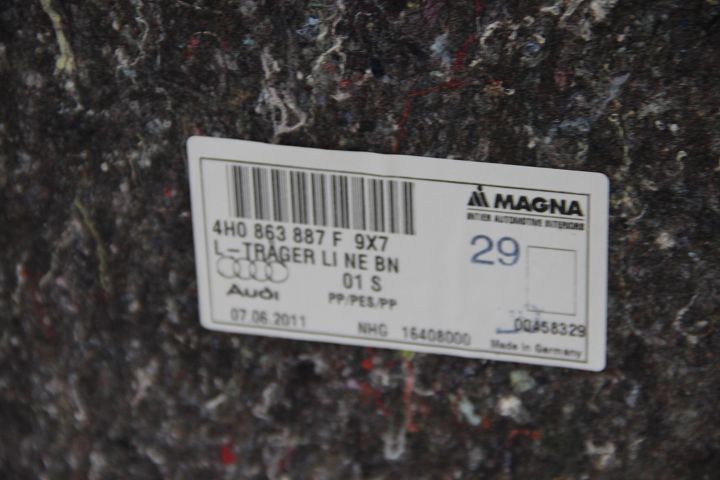 MAGNA
INTIER AUTOMOTIVE INTERIORS
4H0 863 887 F 9X7
L-TRÄGER LI NE BN
29
01 S
Audi
PP/PES/PP
07.06.2011
NHG 16408000
00458329
Made in Germany